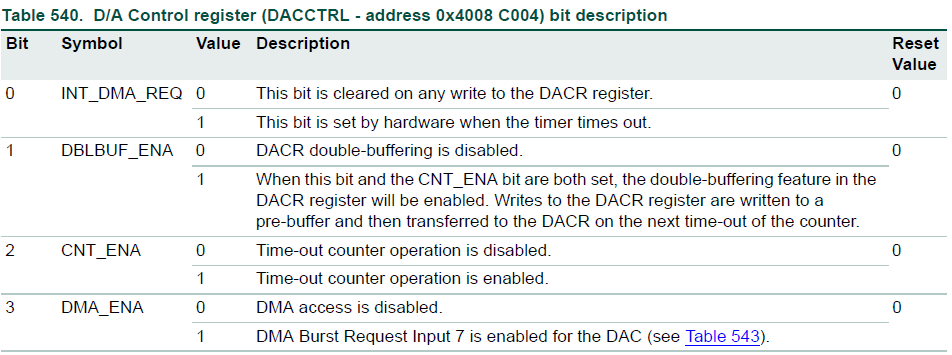 Table 540. D/A Control register (DACCTRL - address 0x4008 C004) bit description
Bit Symbol Value Description Reset Value
0 INT_DMA_REQ 0 This bit is cleared on any write to the DACR register. 0
1 This bit is set by hardware when the timer times out.
1 DBLBUF_ENA 0 DACR double-buffering is disabled. 0
1 When this bit and the CNT_ENA bit are both set, the double-buffering feature in the
DACR register will be enabled. Writes to the DACR register are written to a
pre-buffer and then transferred to the DACR on the next time-out of the counter.
2 CNT_ENA 0 Time-out counter operation is disabled. 0
1 Time-out counter operation is enabled.
3 DMA_ENA 0 DMA access is disabled. 0
1 DMA Burst Request Input 7 is enabled for the DAC (see Table 543).